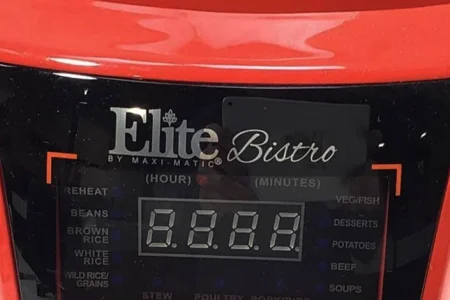 Elite Bistro
BY MAXI-MATIC®
(HOUR) (MINUTES)
8.8.8.8.
REHEAT
BEANS
BROWN
RICE
WHITE
RICE
WILD RICE/
GRAINS
VEG/FISH
DESSERTS
POTATOES
BEEF
SOUPS
STEW POULTRY